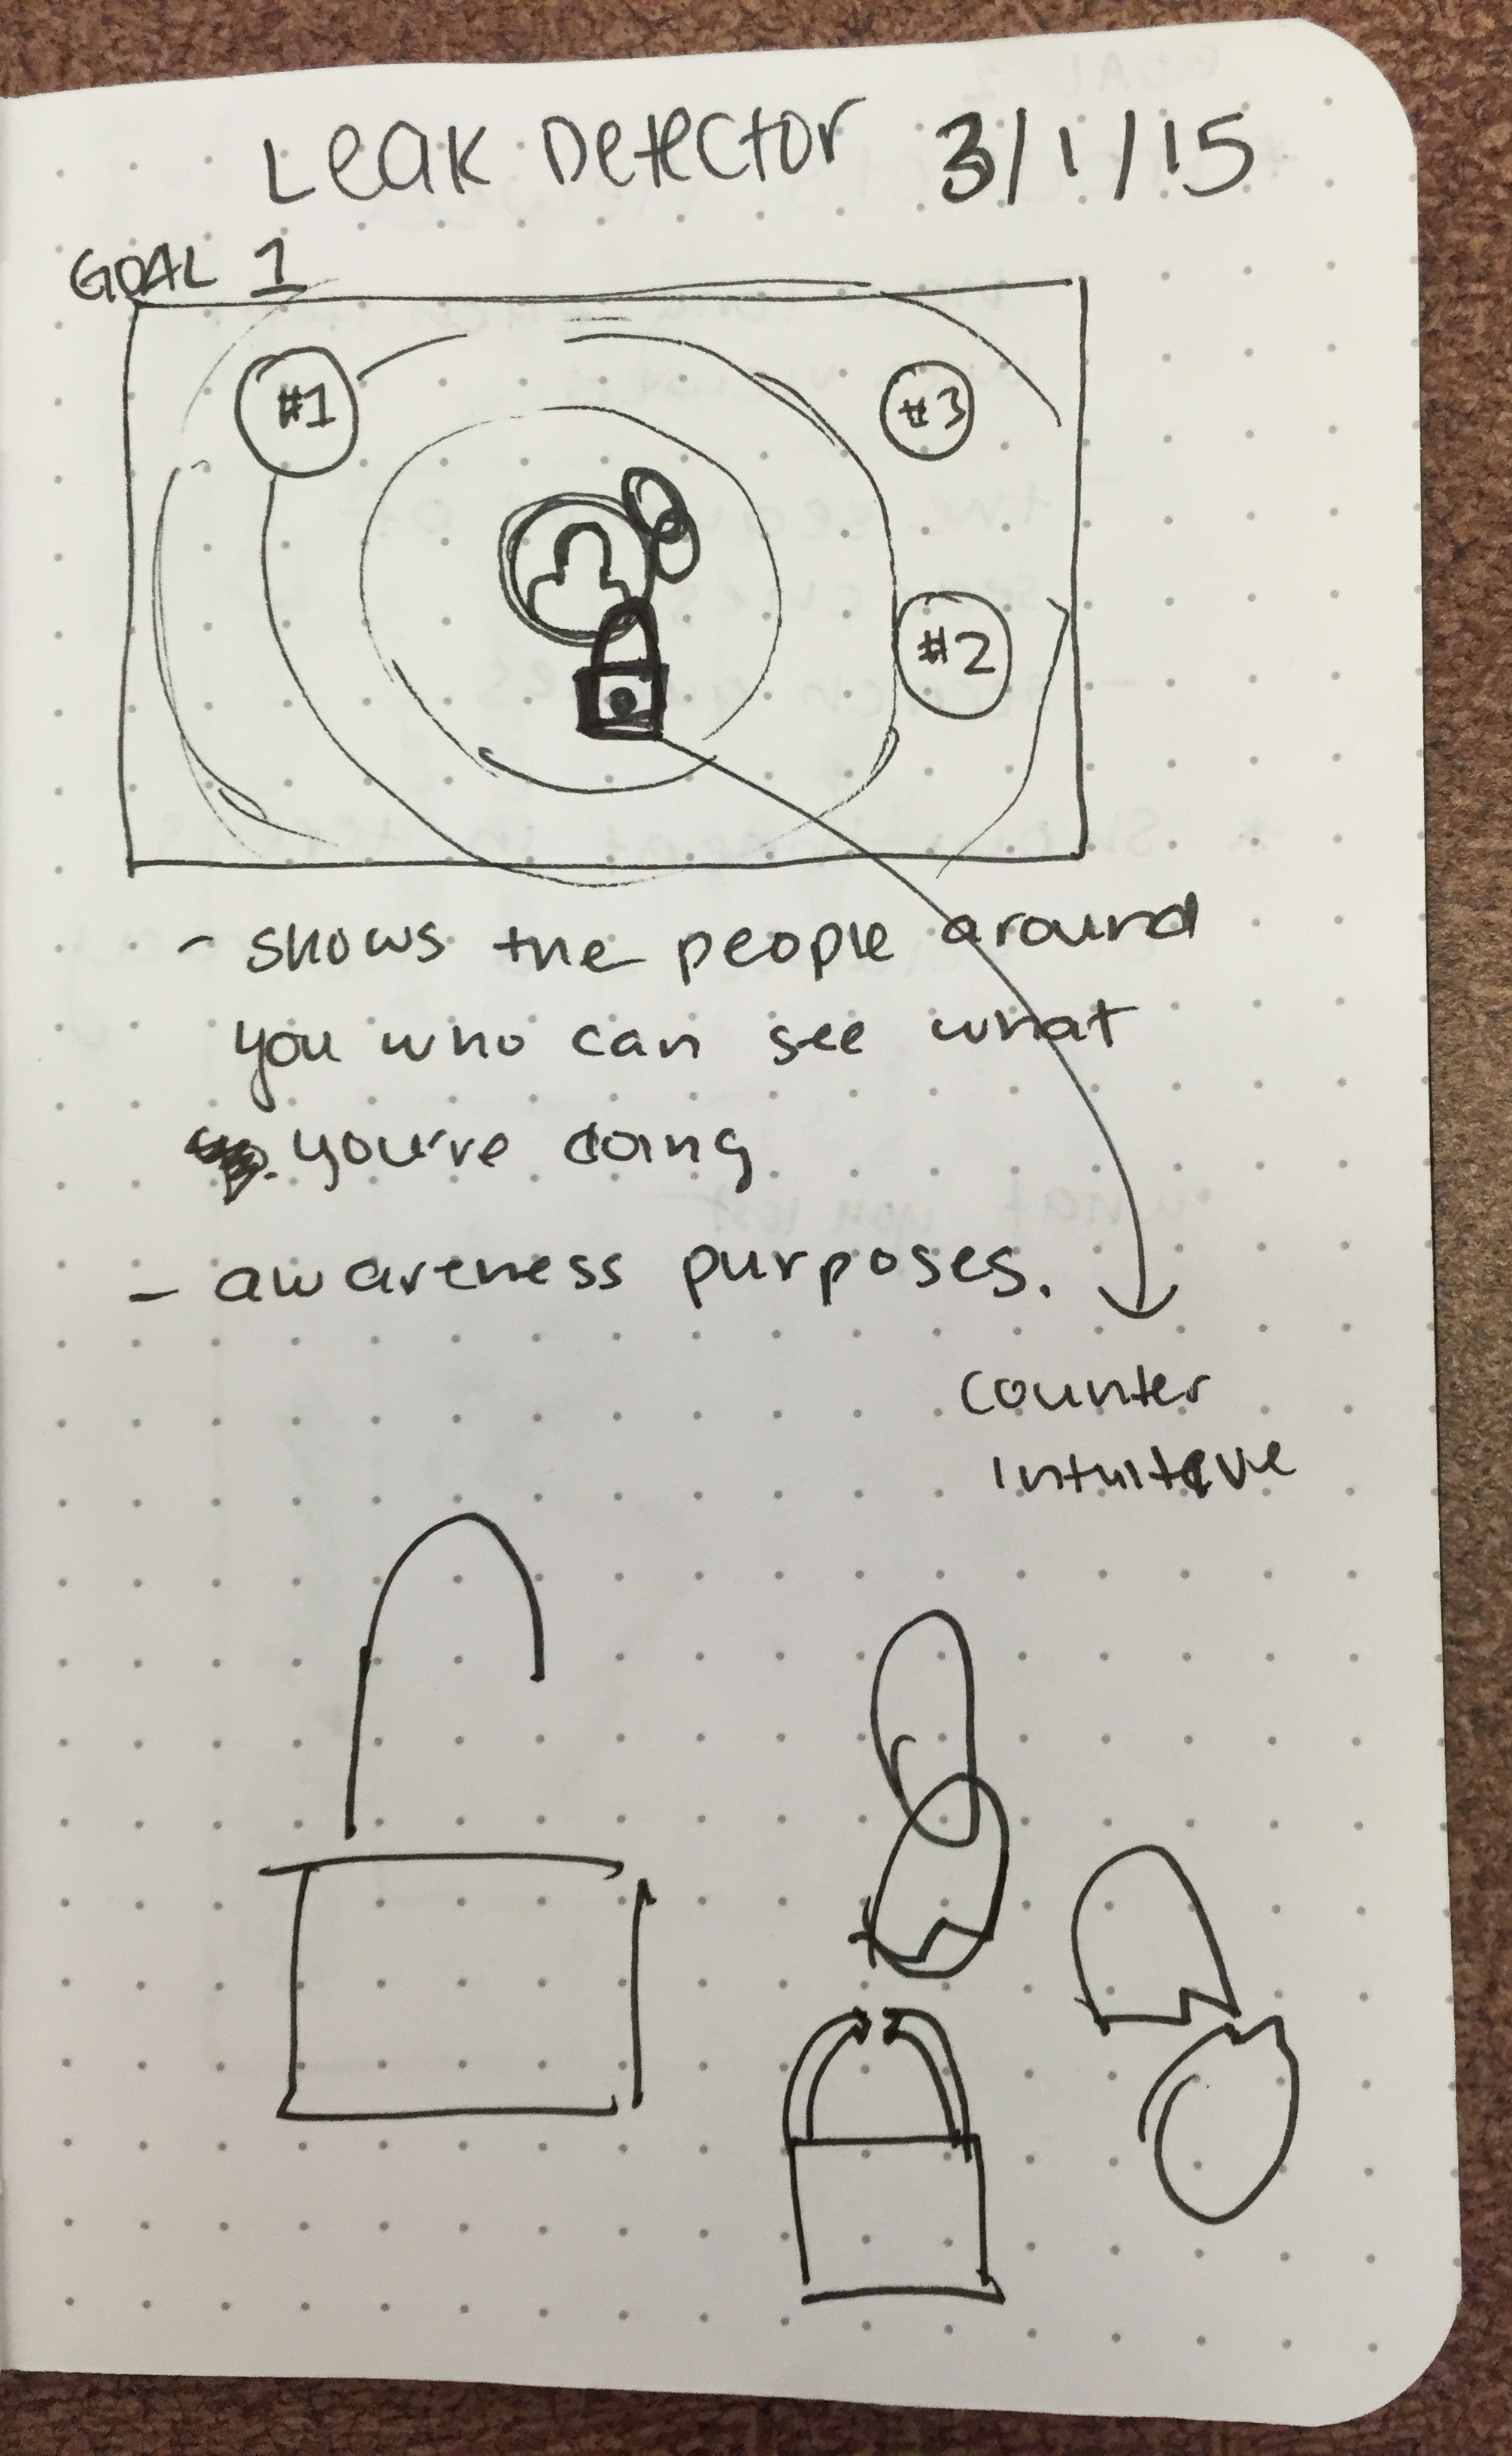 Leak Detector 3/1/15
GOAL 1
#1
#3
#2
- shows the people around
you who can see what
you're doing
- awareness purposes.
counter
intuitive